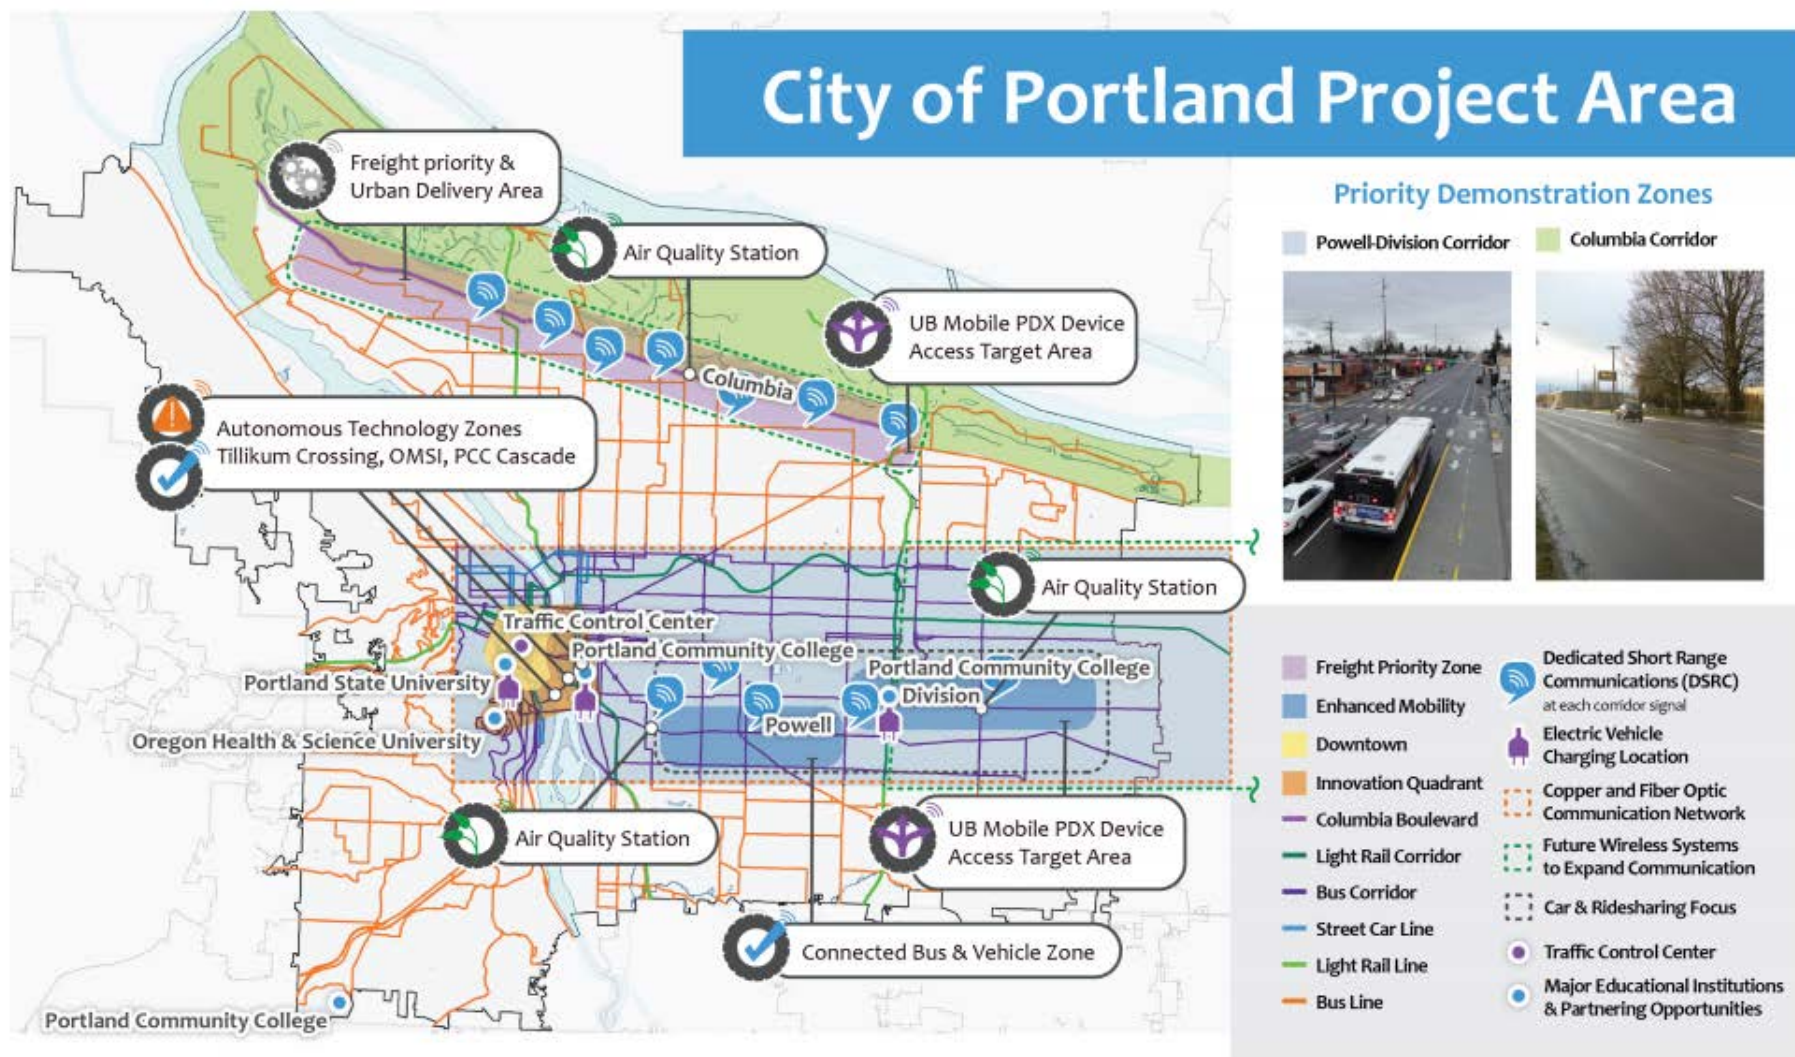 City of Portland Project Area
Priority Demonstration Zones
Powell-Division Corridor
Columbia Corridor
Freight priority &
Urban Delivery Area
Air Quality Station
UB Mobile PDX Device
Access Target Area
Columbia
Autonomous Technology Zones
Tillikum Crossing, OMSI, PCC Cascade
Air Quality Station
Traffic Control Center
Portland Community College
Portland Community College
Division
Portland State University
Powell
Oregon Health & Science University
Air Quality Station
UB Mobile PDX Device
Access Target Area
Connected Bus & Vehicle Zone
Portland Community College
Freight Priority Zone
Enhanced Mobility
Downtown
Innovation Quadrant
Columbia Boulevard
Light Rail Corridor
Bus Corridor
Street Car Line
Light Rail Line
Bus Line
Dedicated Short Range
Communications (DSRC)
at each corridor signal
Electric Vehicle
Charging Location
Copper and Fiber Optic
Communication Network
Future Wireless Systems
to Expand Communication
Car & Ridesharing Focus
Traffic Control Center
Major Educational Institutions
& Partnering Opportunities